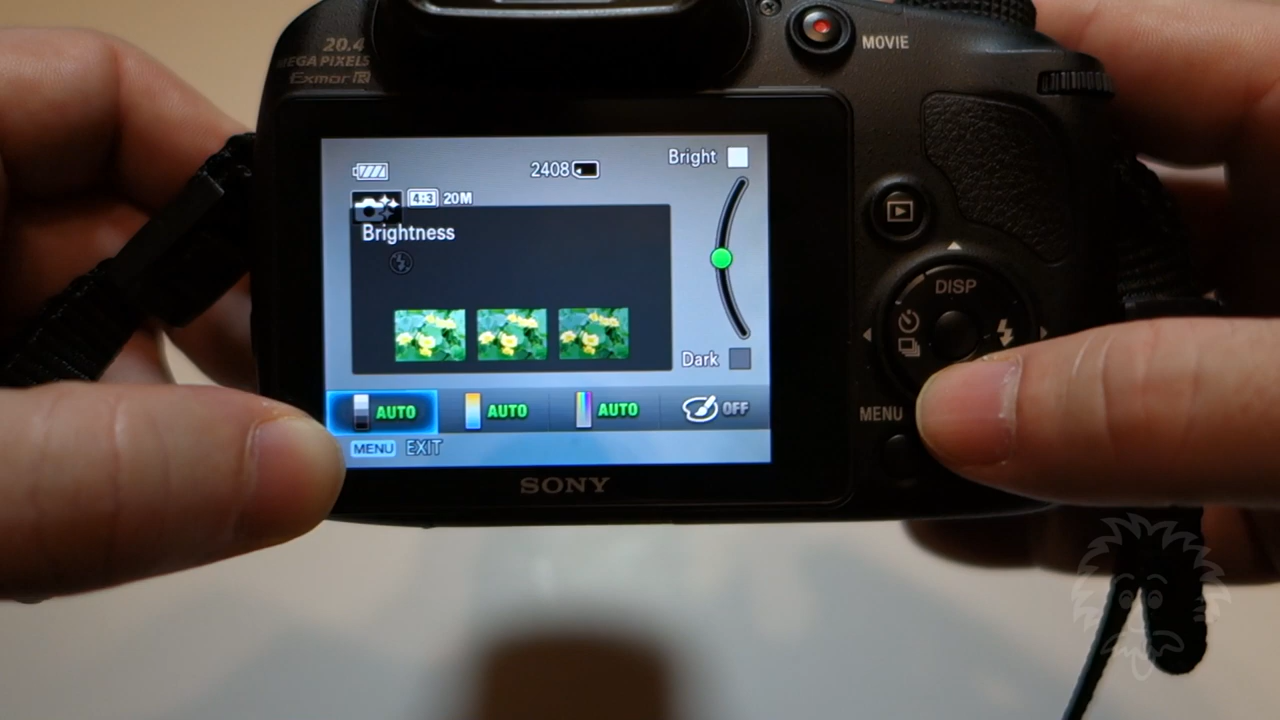 20.4
MEGA PIXELS
Exmor R
MOVIE
2408
Bright
4:3 20M
Brightness
DISP
Dark
AUTO AUTO AUTO OFF
MENU
MENU EXIT
SONY